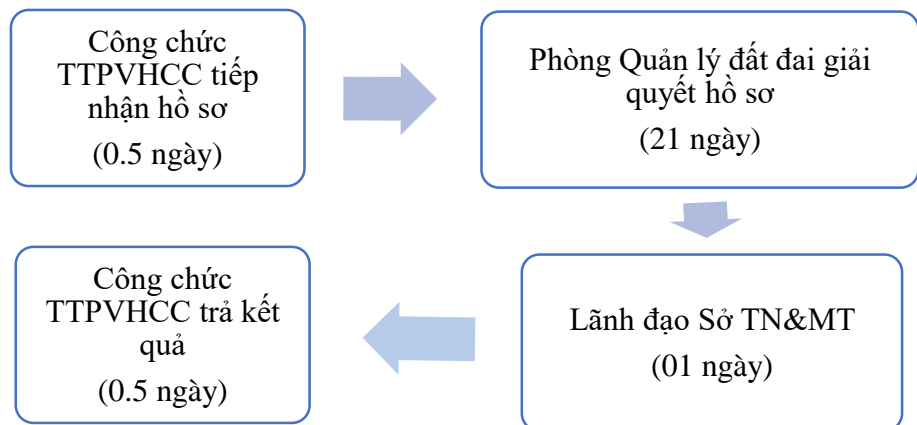 Công chức
TTPVHCC tiếp
nhận hồ sơ
(0.5 ngày)
Phòng Quản lý đất đai giải
quyết hồ sơ
(21 ngày)
Lãnh đạo Sở TN&MT
(01 ngày)
Công chức
TTPVHCC trả kết
quả
(0.5 ngày)